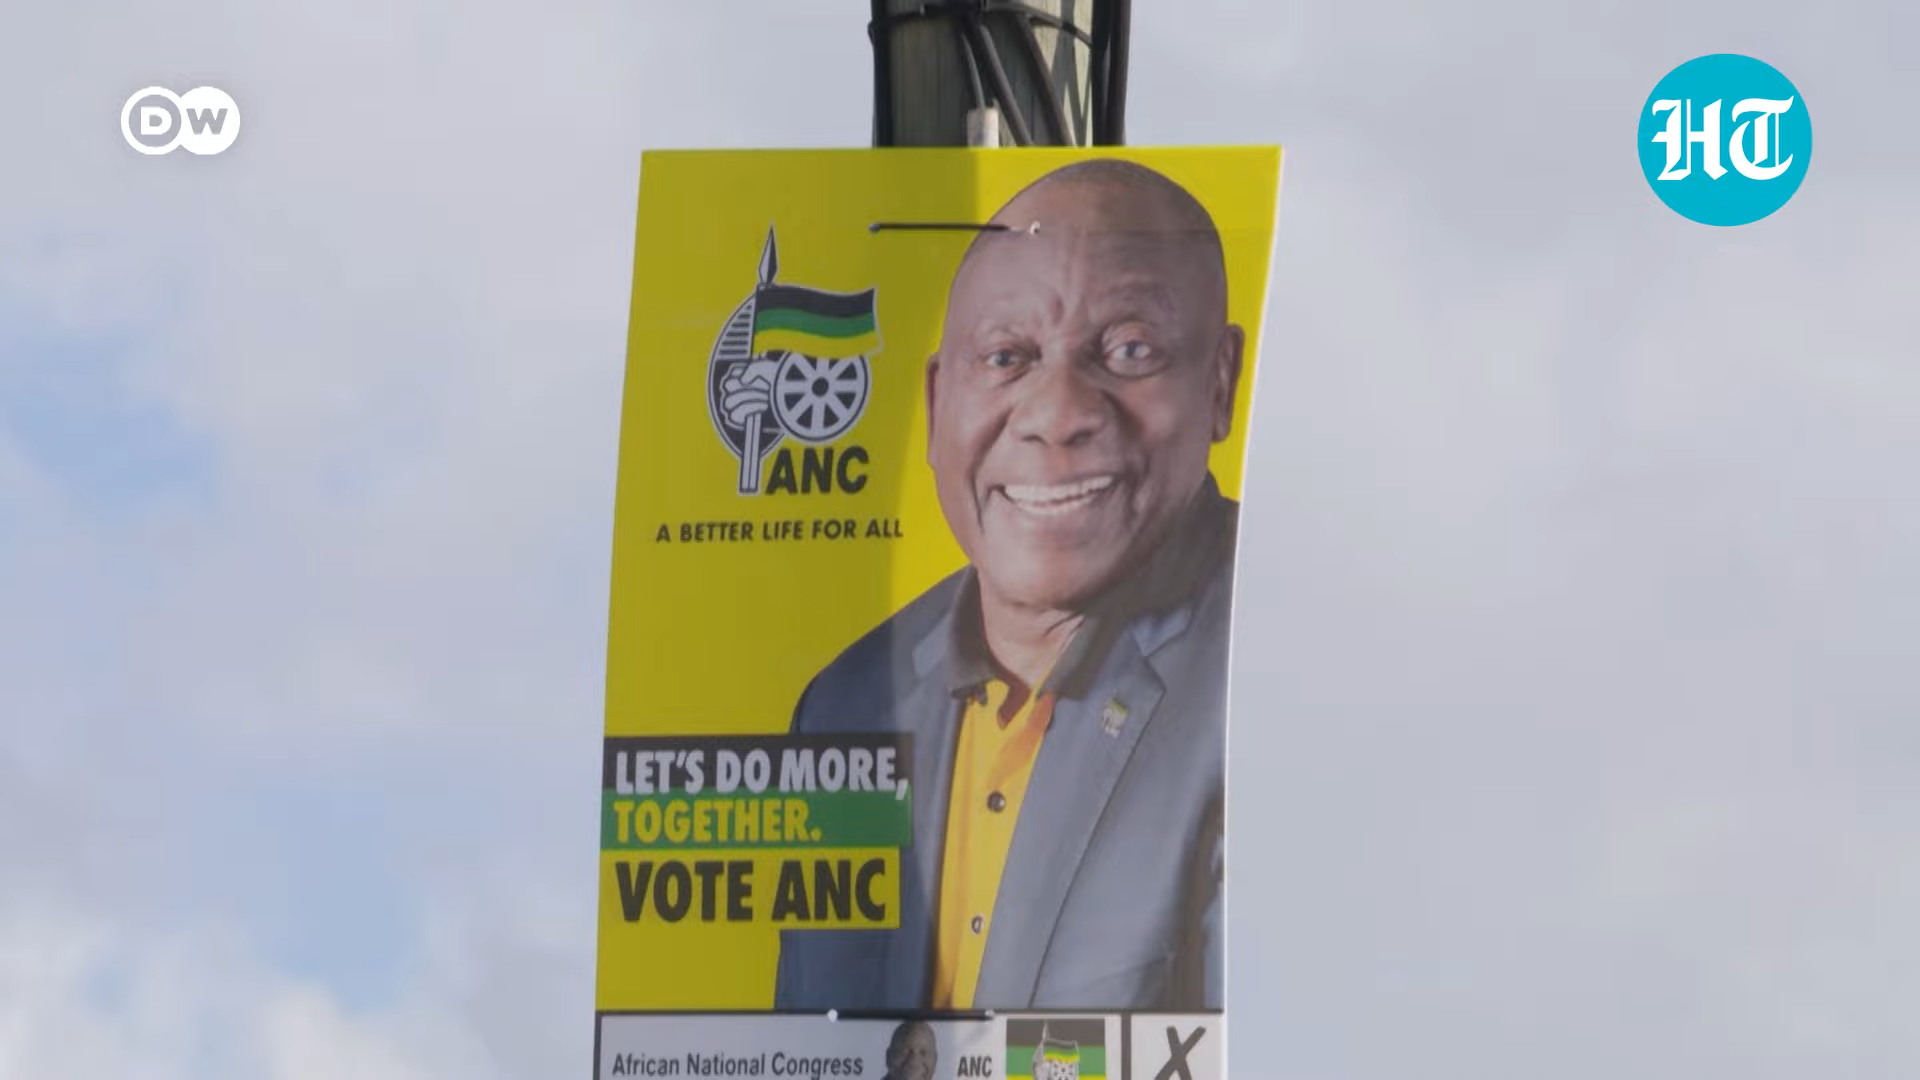 DW
HT
ANC
A BETTER LIFE FOR ALL
LET'S DO MORE,
TOGETHER.
VOTE ANC
African National Congress
ANC
X